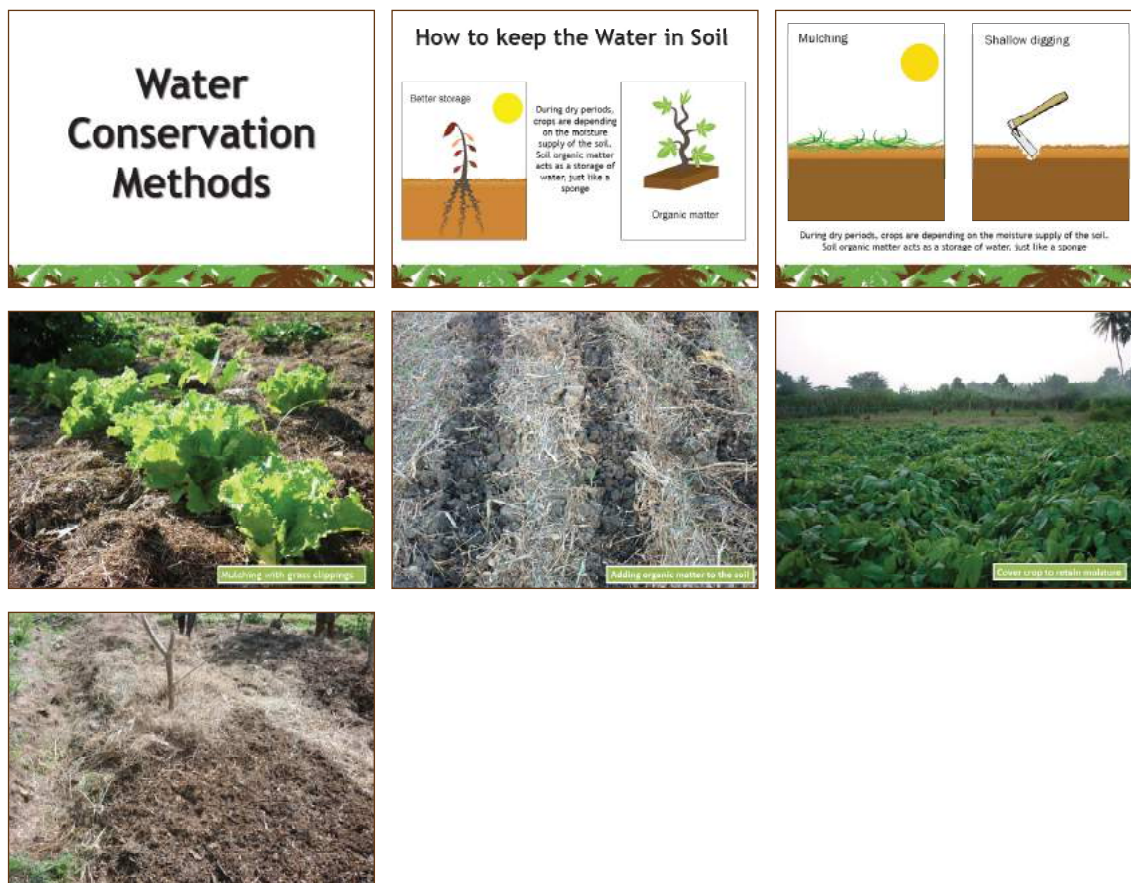 Water
Conservation
Methods
How to keep the Water in Soil
Better storage
During dry periods,
crops are depending
on the moisture
supply of the soil.
Soil organic matter
acts as a storage of
water, just like a
sponge
Organic matter
Mulching
Shallow digging
During dry periods, crops are depending on the moisture supply of the soil.
Soil organic matter acts as a storage of water, just like a sponge
Mulching with grass clippings
Adding organic matter to the soil
Cover crop to retain moisture